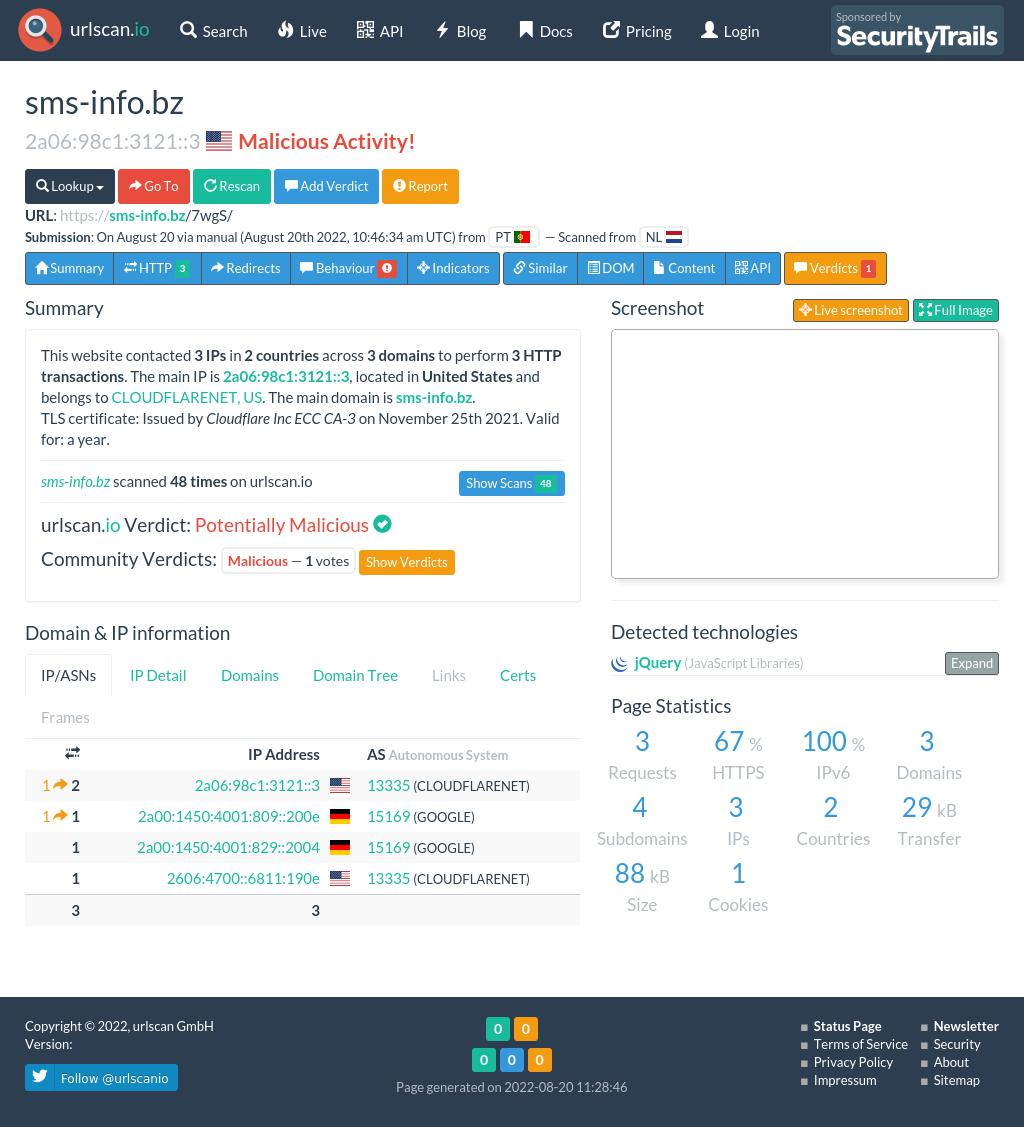 urlscan.io
Search
Live
API
Blog
Docs
Pricing
Login
Sponsored by
SecurityTrails
sms-info.bz
2a06:98c1:3121::3 Malicious Activity!
Lookup
Go To
Rescan
Add Verdict
Report
URL: https://sms-info.bz/7wgS/
Submission: On August 20 via manual (August 20th 2022, 10:46:34 am UTC) from PT — Scanned from NL
Summary
HTTP 3
Redirects
Behaviour
Indicators
Similar
DOM
Content
API
Verdicts 1
Summary
This website contacted 3 IPs in 2 countries across 3 domains to perform 3 HTTP
transactions. The main IP is 2a06:98c1:3121::3, located in United States and
belongs to CLOUDFLARENET, US. The main domain is sms-info.bz.
TLS certificate: Issued by Cloudflare Inc ECC CA-3 on November 25th 2021. Valid
for: a year.
sms-info.bz scanned 48 times on urlscan.io
Show Scans 48
urlscan.io Verdict: Potentially Malicious
Community Verdicts: Malicious — 1 votes Show Verdicts
Screenshot
Live screenshot
Full Image
Domain & IP information
IP/ASNs
IP Detail
Domains
Domain Tree
Links
Certs
Frames
IP Address AS Autonomous System
1 2 2a06:98c1:3121::3 13335 (CLOUDFLARENET)
1 1 2a00:1450:4001:809::200e 15169 (GOOGLE)
1 2a00:1450:4001:829::2004 15169 (GOOGLE)
1 2606:4700::6811:190e 13335 (CLOUDFLARENET)
3 3
Detected technologies
jQuery (JavaScript Libraries)
Expand
Page Statistics
3 67 % 100 % 3
Requests HTTPS IPv6 Domains
4 3 2 29 kB
Subdomains IPs Countries Transfer
88 kB 1
Size Cookies
Copyright © 2022, urlscan GmbH
Version:
Follow @urlscanio
0 0
0 0 0
Page generated on 2022-08-20 11:28:46
Status Page
Terms of Service
Privacy Policy
Impressum
Newsletter
Security
About
Sitemap